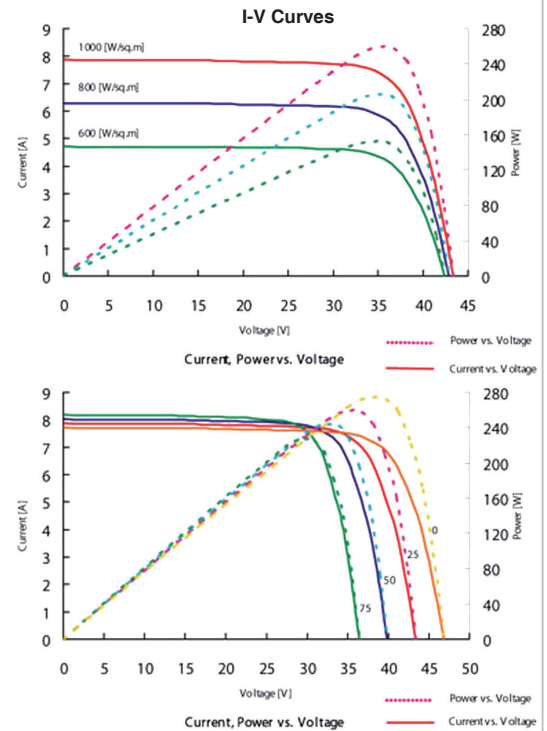 I-V Curves
9 280
8 240
7 200
6 160
5 120
4 80
3 40
2 0
1
0
1000 [W/sq.m]
800 [W/sq.m]
600 [W/sq.m]
Current [A]
Power [W]
0 5 10 15 20 25 30 35 40 45
Voltage [V]
Current, Power vs. Voltage
Power vs. Voltage
Current vs. Voltage
9 280
8 240
7 200
6 160
5 120
4 80
3 40
2 0
1
0
Current [A]
Power [W]
0
25
50
75
0 5 10 15 20 25 30 35 40 45 50
Voltage [V]
Current, Power vs. Voltage
Power vs. Voltage
Current vs. Voltage